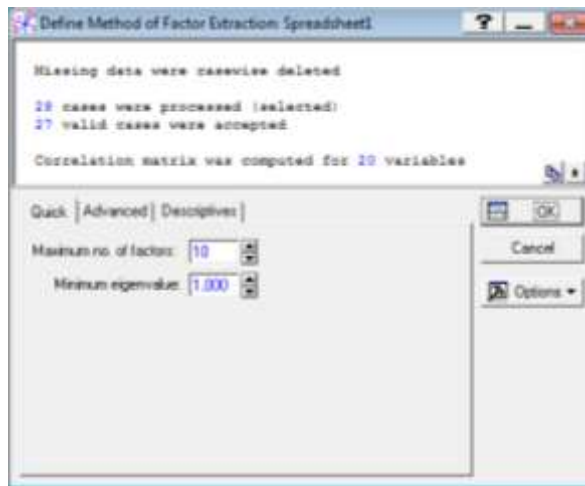 Define Method of Factor Extraction: Spreadsheet1
Missing data were casewise deleted
28 cases were processed (selected)
27 valid cases were accepted
Correlation matrix was computed for 20 variables
Quick Advanced Descriptives
OK
Maximum no. of factors: 10
Cancel
Minimum eigenvalue: 1.000
Options